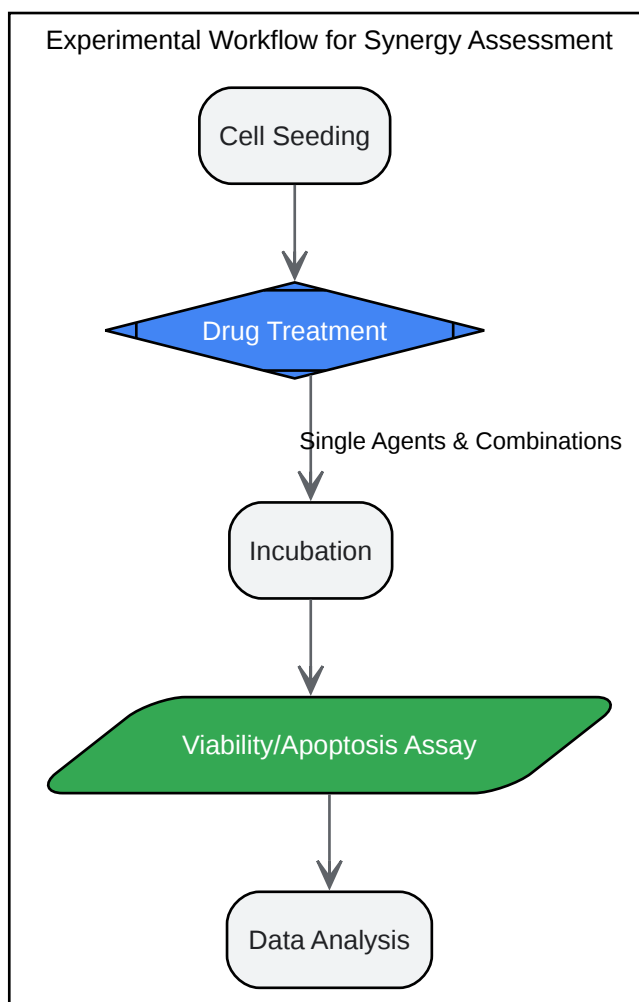 Experimental Workflow for Synergy Assessment
Cell Seeding
Drug Treatment
Single Agents & Combinations
Incubation
Viability/Apoptosis Assay
Data Analysis